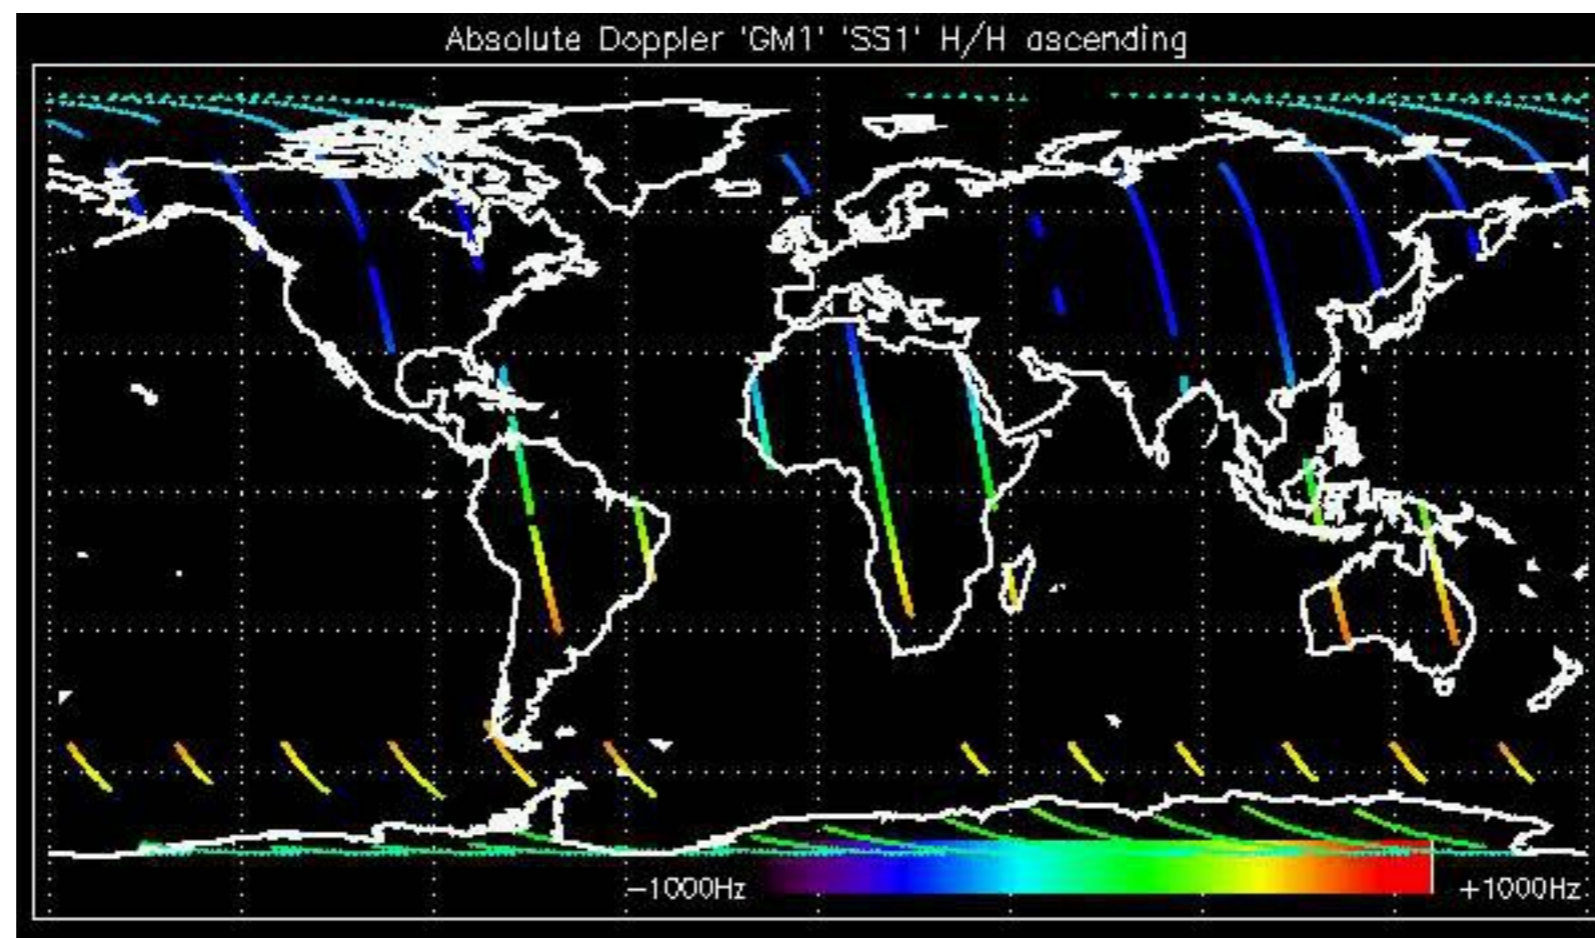 Absolute Doppler 'GM1' 'SS1' H/H ascending
-1000Hz +1000Hz